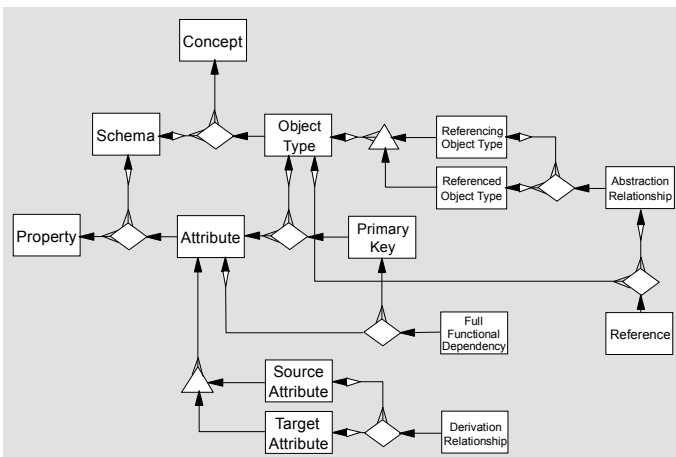 Concept
Schema
Object
Type
Referencing
Object Type
Referenced
Object Type
Abstraction
Relationship
Property
Attribute
Primary
Key
Full
Functional
Dependency
Reference
Source
Attribute
Target
Attribute
Derivation
Relationship